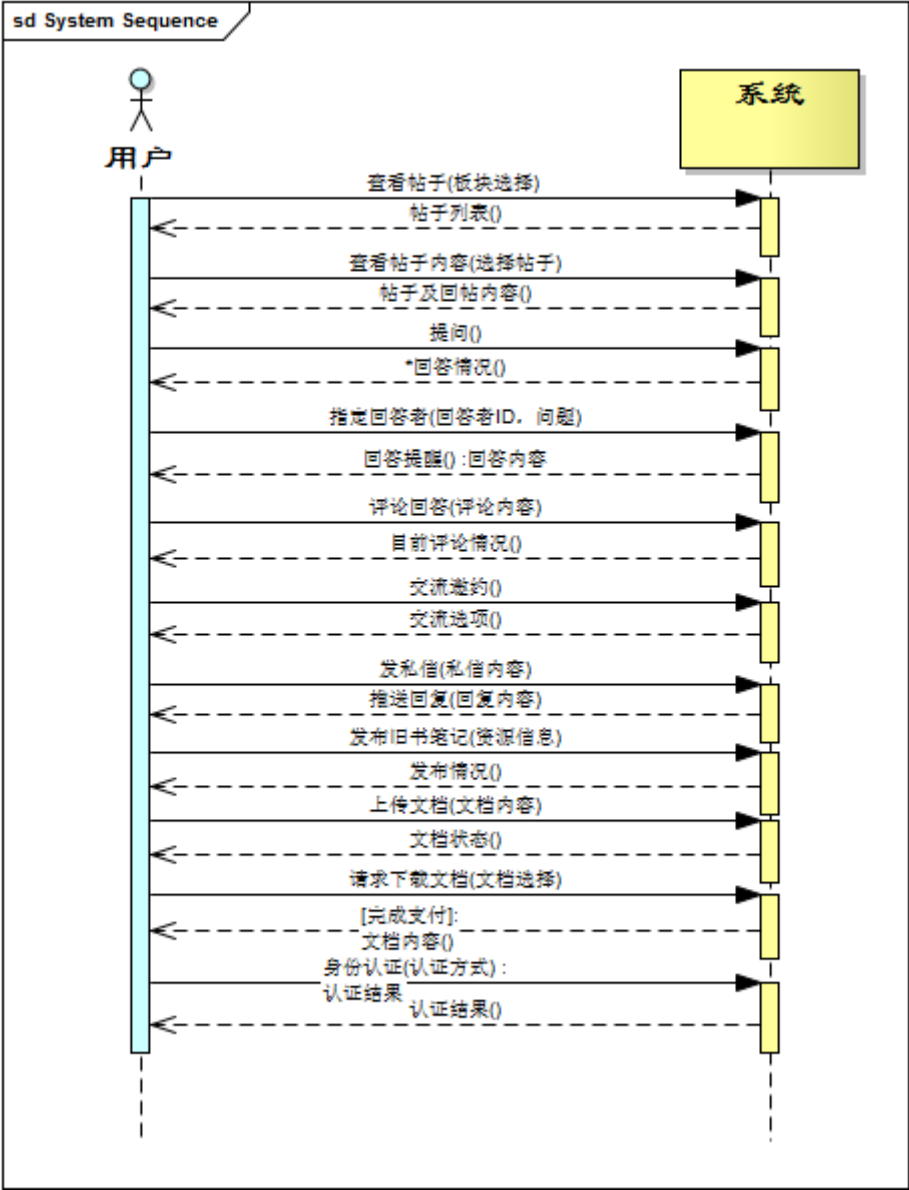 sd System Sequence
用户
系统
查看帖子(板块选择)
帖子列表()
查看帖子内容(选择帖子)
帖子及回帖内容()
提问()
*回答情况()
指定回答者(回答者ID，问题)
回答提醒() :回答内容
评论回答(评论内容)
目前评论情况()
交流邀约()
交流选项()
发私信(私信内容)
推送回复(回复内容)
发布旧书笔记(资源信息)
发布情况()
上传文档(文档内容)
文档状态()
请求下载文档(文档选择)
[完成支付]:
文档内容()
身份认证(认证方式) :
认证结果
认证结果()